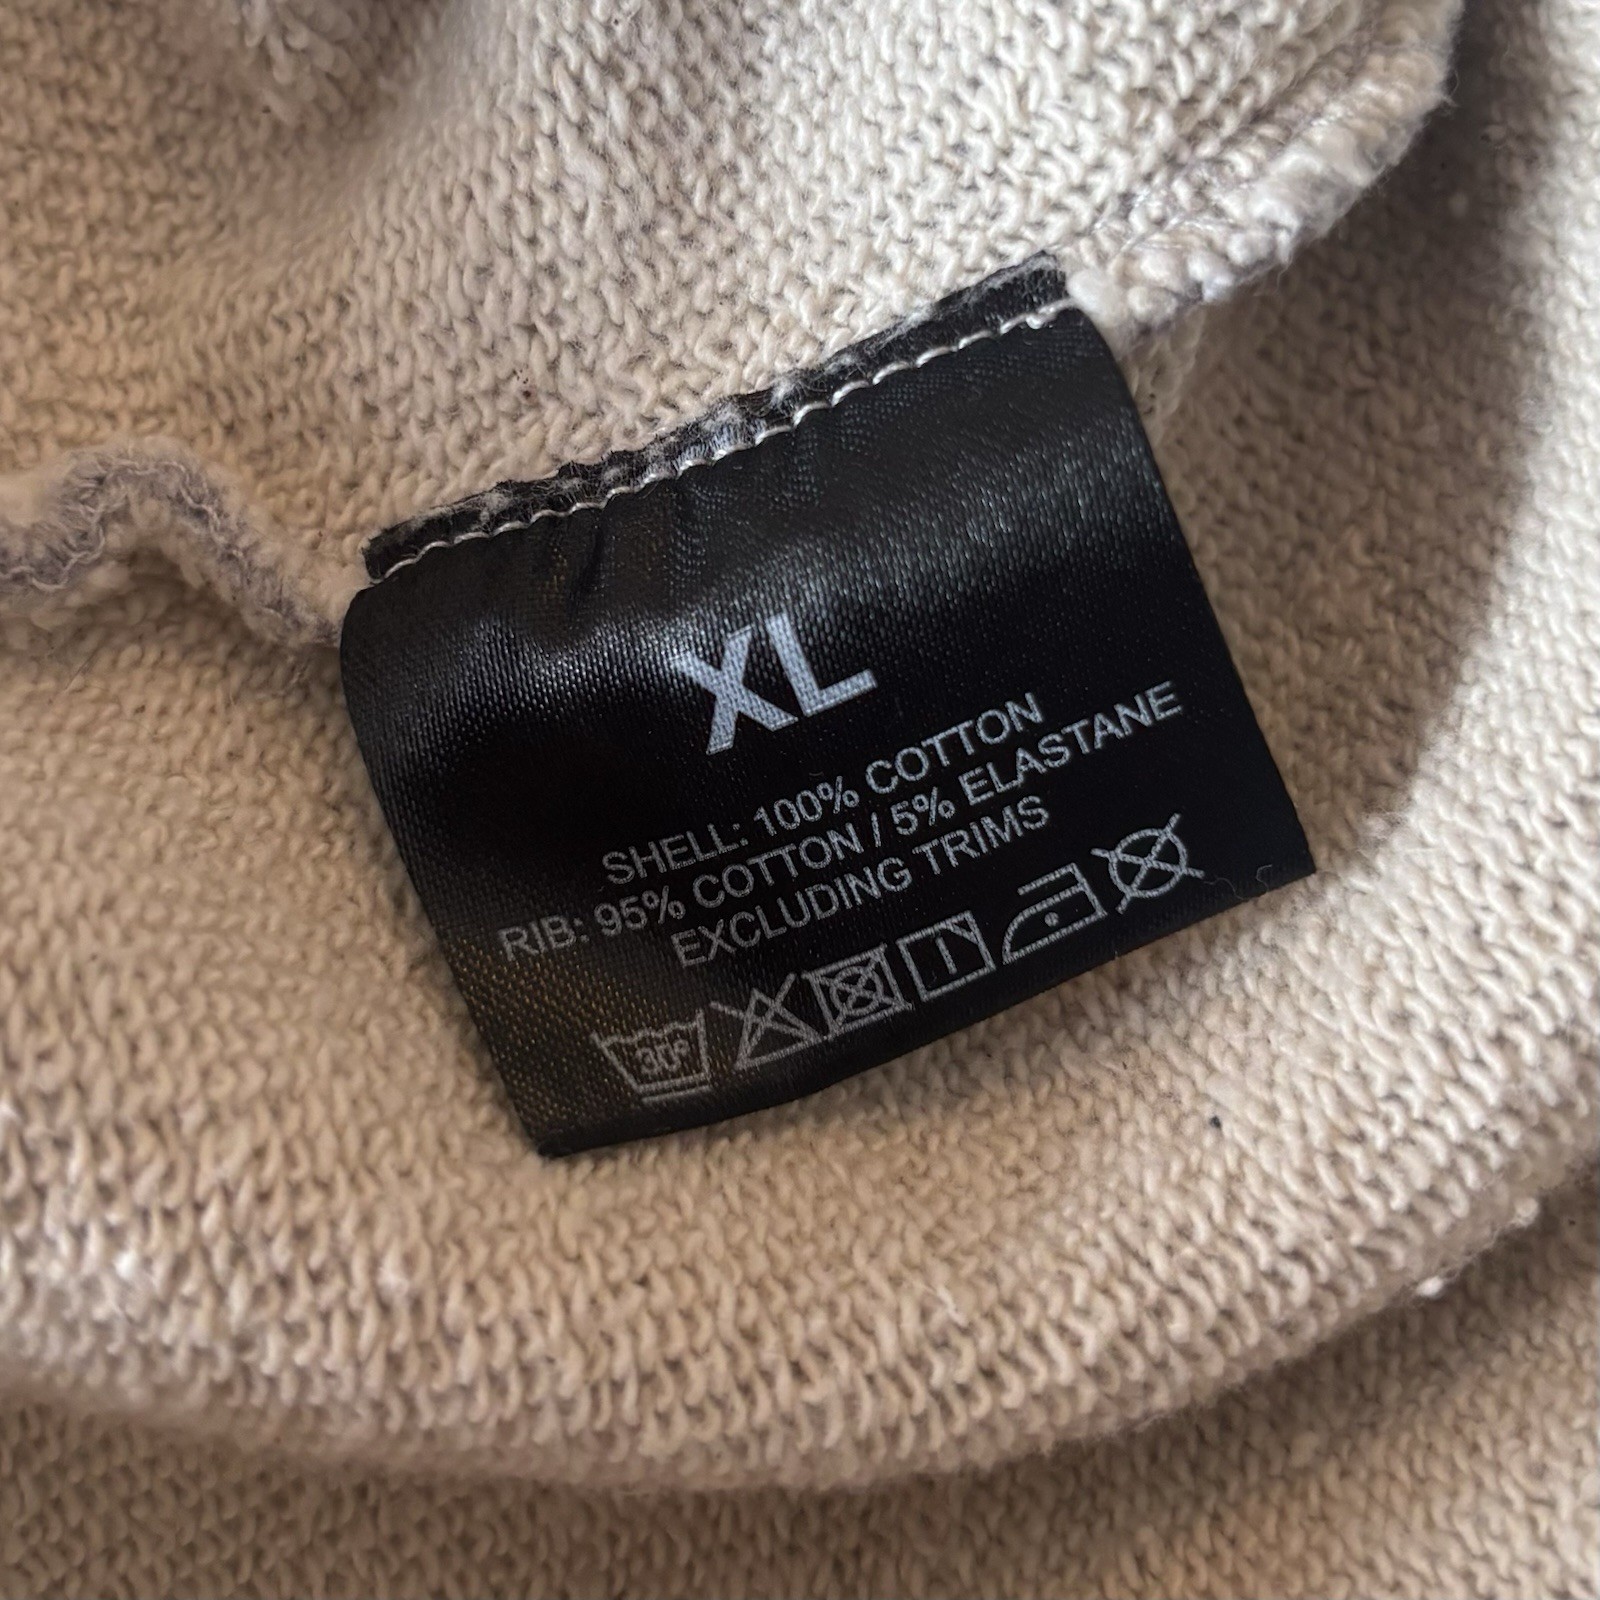 XL
SHELL: 100% COTTON
RIB: 95% COTTON / 5% ELASTANE
EXCLUDING TRIMS
30°